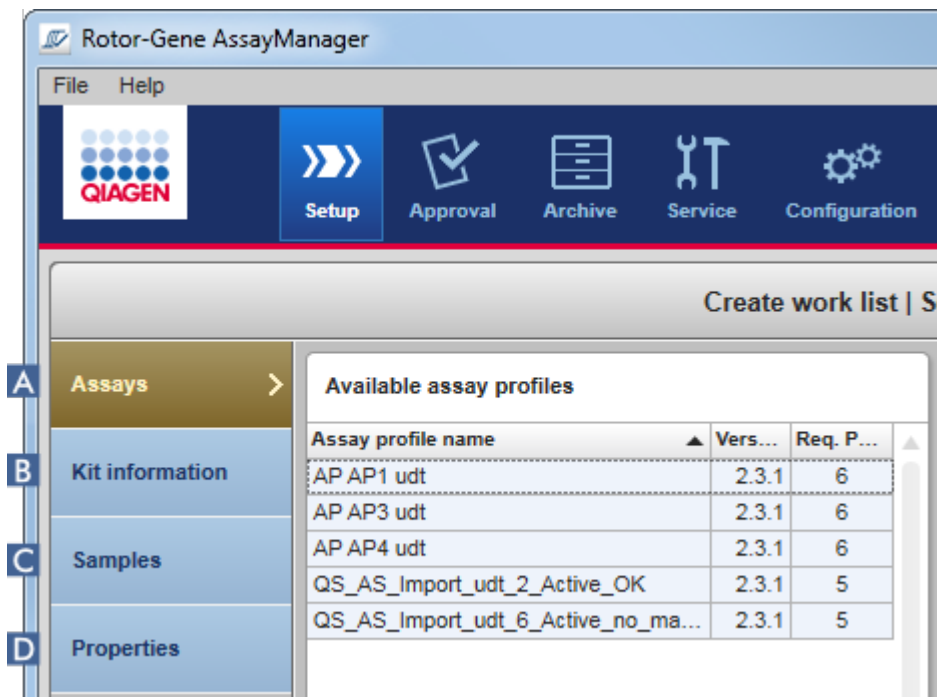 Rotor-Gene AssayManager
File Help
QIAGEN
Setup Approval Archive Service Configuration
Create work list | S
A Assays
Available assay profiles
Assay profile name Vers... Req. P...
B Kit information
AP AP1 udt 2.3.1 6
AP AP3 udt 2.3.1 6
C Samples
AP AP4 udt 2.3.1 6
QS_AS_Import_udt_2_Active_OK 2.3.1 5
QS_AS_Import_udt_6_Active_no_ma... 2.3.1 5
D Properties